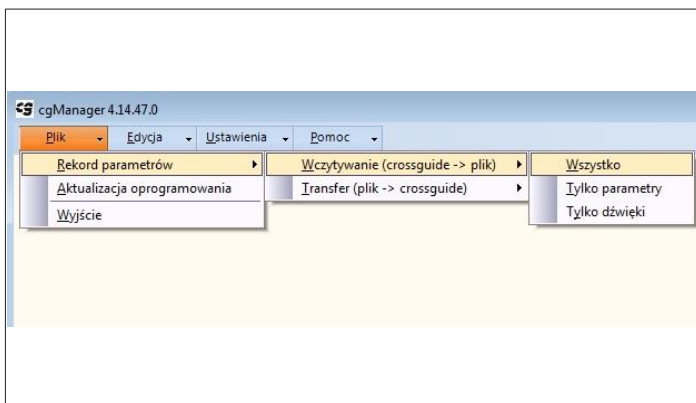 cg cgManager 4.14.47.0
Plik Edycja Ustawienia Pomoc
Rekord parametrów Wczytywanie (crossguide -> plik) Wszystko
Aktualizacja oprogramowania Transfer (plik -> crossguide) Tylko parametry
Wyjście Tylko dźwięki